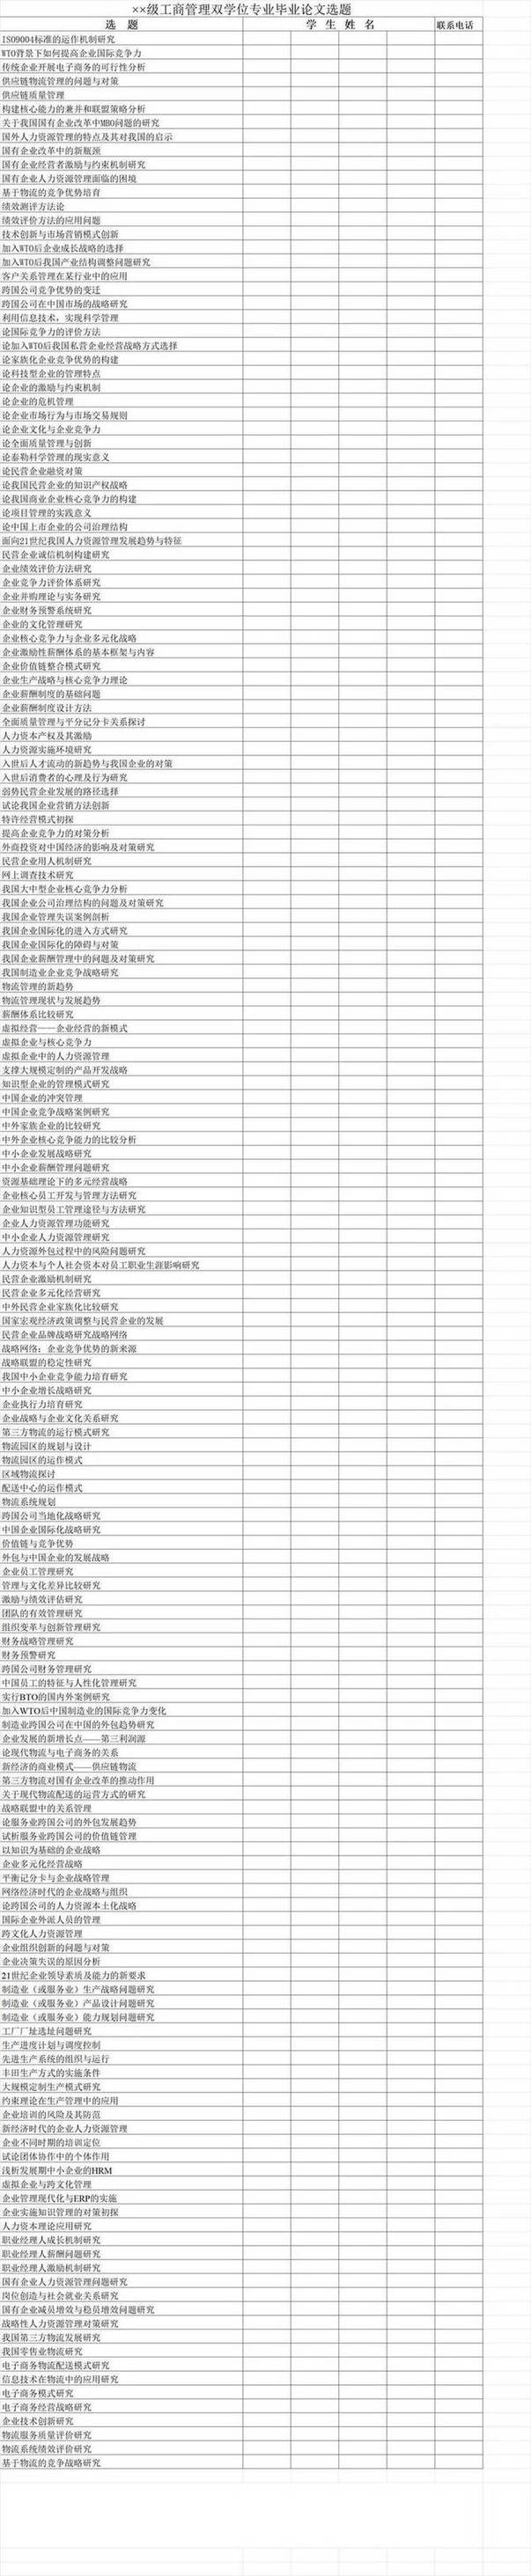 ××级工商管理双学位专业毕业论文选题
选 题 学 生 姓 名 联系电话
ISO9004标准的运作机制研究
WTO背景下如何提高企业国际竞争力
传统企业开展电子商务的可行性分析
供应链物流管理的问题与对策
供应链质量管理
构建核心能力的兼并和联盟策略分析
关于我国国有企业改革中MBO问题的研究
国外人力资源管理的特点及其对我国的启示
国有企业改革中的新瓶颈
国有企业经营者激励与约束机制研究
国有企业人力资源管理面临的困境
基于物流的竞争优势培育
绩效测评方法论
绩效评价方法的应用问题
技术创新与市场营销模式创新
加入WTO后企业成长战略的选择
加入WTO后我国产业结构调整问题研究
客户关系管理在某行业中的应用
跨国公司竞争优势的变迁
跨国公司在中国市场的战略研究
利用信息技术，实现科学管理
论国际竞争力的评价方法
论加入WTO后我国私营企业经营战略方式选择
论家族化企业竞争优势的构建
论科技型企业的管理特点
论企业的激励与约束机制
论企业的危机管理
论企业市场行为与市场交易规则
论企业文化与企业竞争力
论全面质量管理与创新
论泰勒科学管理的现实意义
论民营企业融资对策
论我国民营企业的知识产权战略
论我国商业企业核心竞争力的构建
论项目管理的实践意义
论中国上市企业的公司治理结构
面向21世纪我国人力资源管理发展趋势与特征
民营企业诚信机制构建研究
企业绩效评价方法研究
企业竞争力评价体系研究
企业并购理论与实务研究
企业财务预警系统研究
企业的文化管理研究
企业核心竞争力与企业多元化战略
企业激励性薪酬体系的基本框架与内容
企业价值链整合模式研究
企业生产战略与核心竞争力理论
企业薪酬制度的基础问题
企业薪酬制度设计方法
全面质量管理与平分记分卡关系探讨
人力资本产权及其激励
人力资源实施环境研究
入世后人才流动的新趋势与我国企业的对策
入世后消费者的心理及行为研究
弱势民营企业发展的路径选择
试论我国企业营销方法创新
特许经营模式初探
提高企业竞争力的对策分析
外商投资对中国经济的影响及对策研究
民营企业用人机制研究
网上调查技术研究
我国大中型企业核心竞争力分析
我国企业公司治理结构的问题及对策研究
我国企业管理失误案例剖析
我国企业国际化的进入方式研究
我国企业国际化的障碍与对策
我国企业薪酬管理中的问题及对策研究
我国制造业企业竞争战略研究
物流管理的新趋势
物流管理现状与发展趋势
薪酬体系比较研究
虚拟经营——企业经营的新模式
虚拟企业与核心竞争力
虚拟企业中的人力资源管理
支撑大规模定制的产品开发战略
知识型企业的管理模式研究
中国企业的冲突管理
中国企业竞争战略案例研究
中外家族企业的比较研究
中外企业核心竞争能力的比较分析
中小企业发展战略研究
中小企业薪酬管理问题研究
资源基础理论下的多元经营战略
企业核心员工开发与管理方法研究
企业知识型员工管理途径与方法研究
企业人力资源管理功能研究
中小企业人力资源管理研究
人力资源外包过程中的风险问题研究
人力资本与个人社会资本对员工职业生涯影响研究
民营企业激励机制研究
民营企业多元化经营研究
中外民营企业家族化比较研究
国家宏观经济政策调整与民营企业的发展
民营企业品牌战略研究战略网络
战略网络：企业竞争优势的新来源
战略联盟的稳定性研究
我国中小企业竞争能力培育研究
中小企业增长战略研究
企业执行力培育研究
企业战略与企业文化关系研究
第三方物流的运行模式研究
物流园区的规划与设计
物流园区的运作模式
区域物流探讨
配送中心的运作模式
物流系统规划
跨国公司当地化战略研究
中国企业国际化战略研究
价值链与竞争优势
外包与中国企业的发展战略
企业员工管理研究
管理与文化差异比较研究
激励与绩效评估研究
团队的有效管理研究
组织变革与创新管理研究
财务战略管理研究
财务预警研究
跨国公司财务管理研究
中国员工的特征与人性化管理研究
实行BTO的国内外案例研究
加入WTO后中国制造业的国际竞争力变化
制造业跨国公司在中国的外包趋势研究
企业发展的新增长点——第三利润源
论现代物流与电子商务的关系
新经济的商业模式——供应链物流
第三方物流对国有企业改革的推动作用
关于现代物流配送的运营方式的研究
战略联盟中的关系管理
论服务业跨国公司的外包发展趋势
试析服务业跨国公司的价值链管理
以知识为基础的企业战略
企业多元化经营战略
平衡记分卡与企业战略管理
网络经济时代的企业战略与组织
论跨国公司的人力资源本土化战略
国际企业外派人员的管理
跨文化人力资源管理
企业组织创新的问题与对策
企业决策失误的原因分析
21世纪企业领导素质及能力的新要求
制造业（或服务业）生产战略问题研究
制造业（或服务业）产品设计问题研究
制造业（或服务业）能力规划问题研究
工厂厂址选址问题研究
生产进度计划与调度控制
先进生产系统的组织与运行
丰田生产方式的实施条件
大规模定制生产模式研究
约束理论在生产管理中的应用
企业培训的风险及其防范
新经济时代的企业人力资源管理
企业不同时期的培训定位
试论团体协作中的个体作用
浅析发展期中小企业的HRM
虚拟企业与跨文化管理
企业管理现代化与ERP的实施
企业实施知识管理的对策初探
人力资本理论应用研究
职业经理人成长机制研究
职业经理人薪酬问题研究
职业经理人激励机制研究
国有企业人力资源管理问题研究
岗位创造与社会就业关系研究
国有企业减员增效与稳员增效问题研究
战略性人力资源管理对策研究
我国第三方物流发展研究
我国零售业物流研究
电子商务物流配送模式研究
信息技术在物流中的应用研究
电子商务模式研究
电子商务经营战略研究
企业技术创新研究
物流服务质量评价研究
物流系统绩效评价研究
基于物流的竞争战略研究